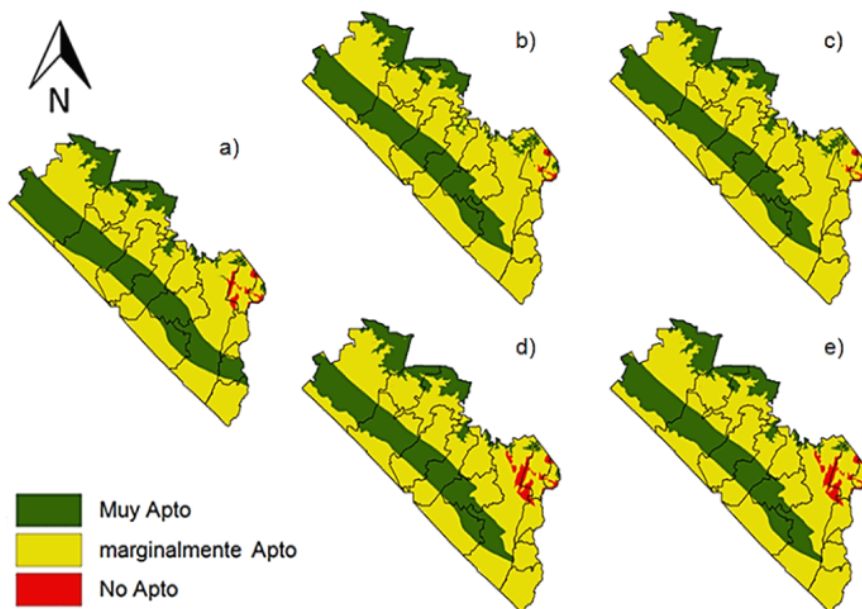 b)
c)
N
a)
d)
e)
Muy Apto
marginalmente Apto
No Apto